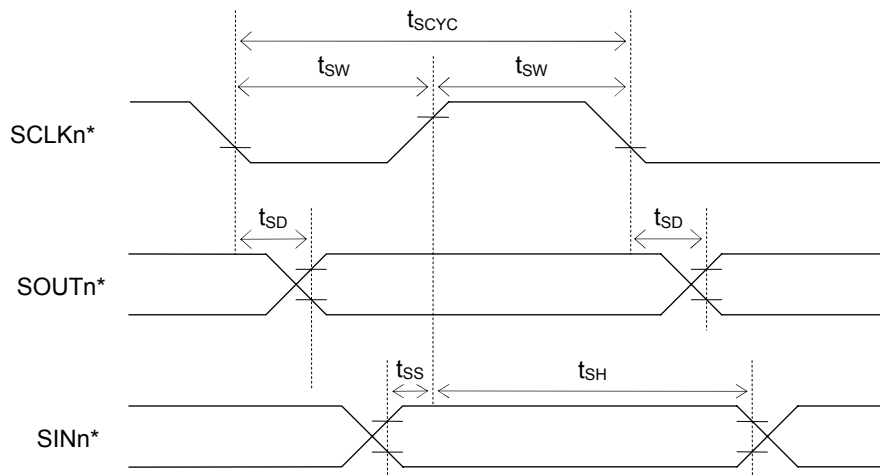 tSCYC
tSW tSW
SCLKn*
tSD tSD
SOUTn*
tSS tSH
SINn*